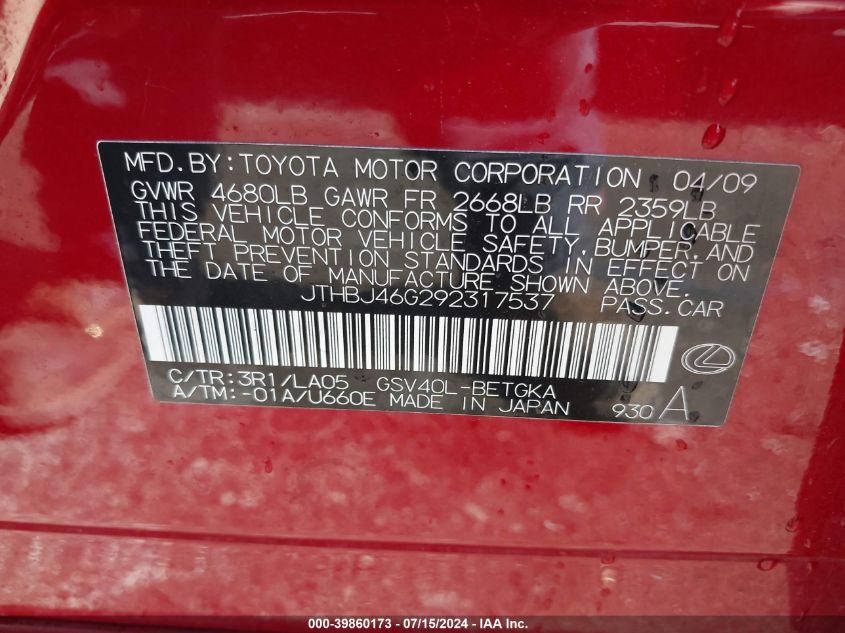 MFD.BY:TOYOTA MOTOR CORPORATION 04/09
GVWR 4680LB GAWR FR 2668LB RR 2359LB
THIS VEHICLE CONFORMS TO ALL APPLICABLE
FEDERAL MOTOR VEHICLE SAFETY,BUMPER,AND
THEFT PREVENTION STANDARDS IN EFFECT ON
THE DATE OF MANUFACTURE SHOWN ABOVE.
JTHBJ46G292317537 PASS.CAR
C/TR:3R1/LA05 GSV40L-BETGKA
A/TM:-01A/U660E MADE IN JAPAN 930 A
000-39860173 - 07/15/2024 - IAA Inc.